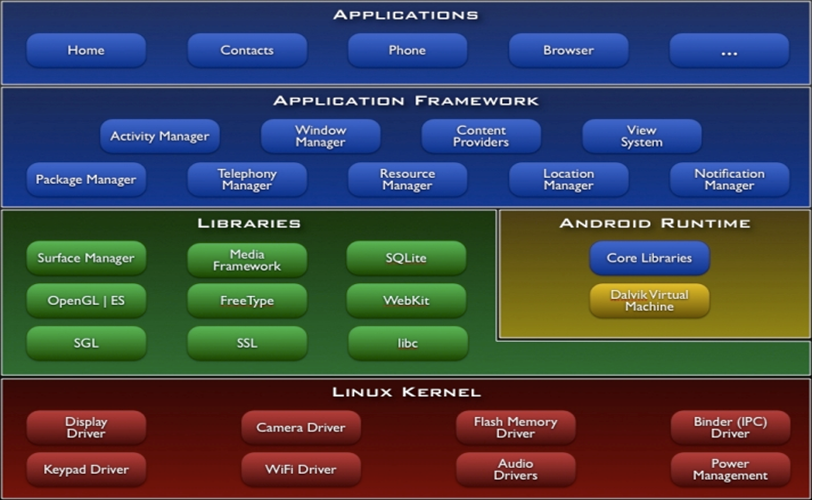 APPLICATIONS
Home
Contacts
Phone
Browser
...
APPLICATION FRAMEWORK
Activity Manager
Window
Manager
Content
Providers
View
System
Package Manager
Telephony
Manager
Resource
Manager
Location
Manager
Notification
Manager
LIBRARIES
Surface Manager
Media
Framework
SQLite
OpenGL | ES
FreeType
WebKit
SGL
SSL
libc
ANDROID RUNTIME
Core Libraries
Dalvik Virtual
Machine
LINUX KERNEL
Display
Driver
Camera Driver
Flash Memory
Driver
Binder (IPC)
Driver
Keypad Driver
WiFi Driver
Audio
Drivers
Power
Management